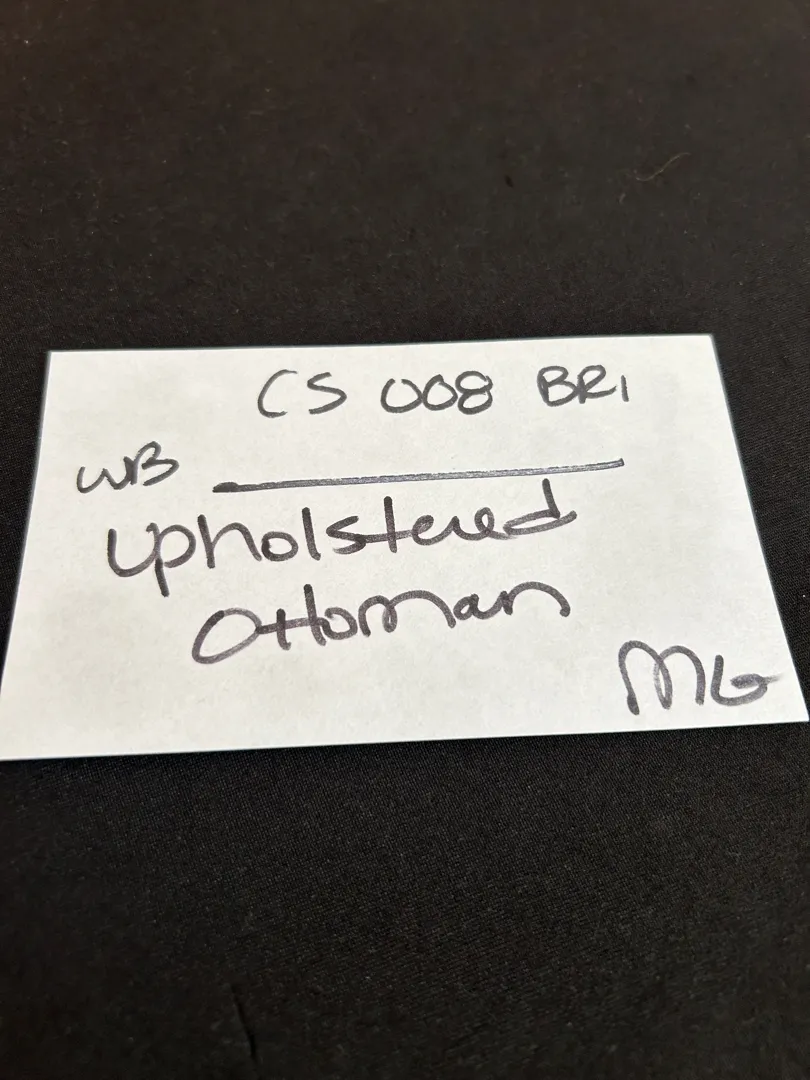 CS 008 BR1
WB
Upholstered
Ottoman
MG